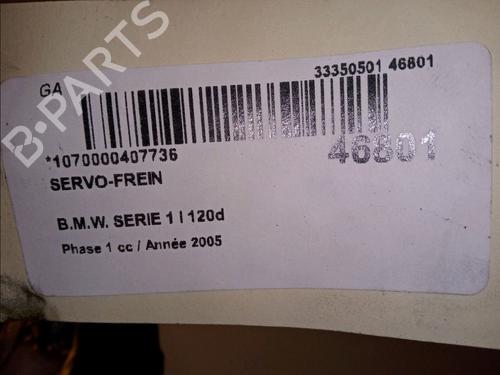 B-PARTS
GA
33350501 46801
*1070000407736
46801
SERVO-FREIN
B.M.W. SERIE 1 I 120d
Phase 1 cc / Année 2005